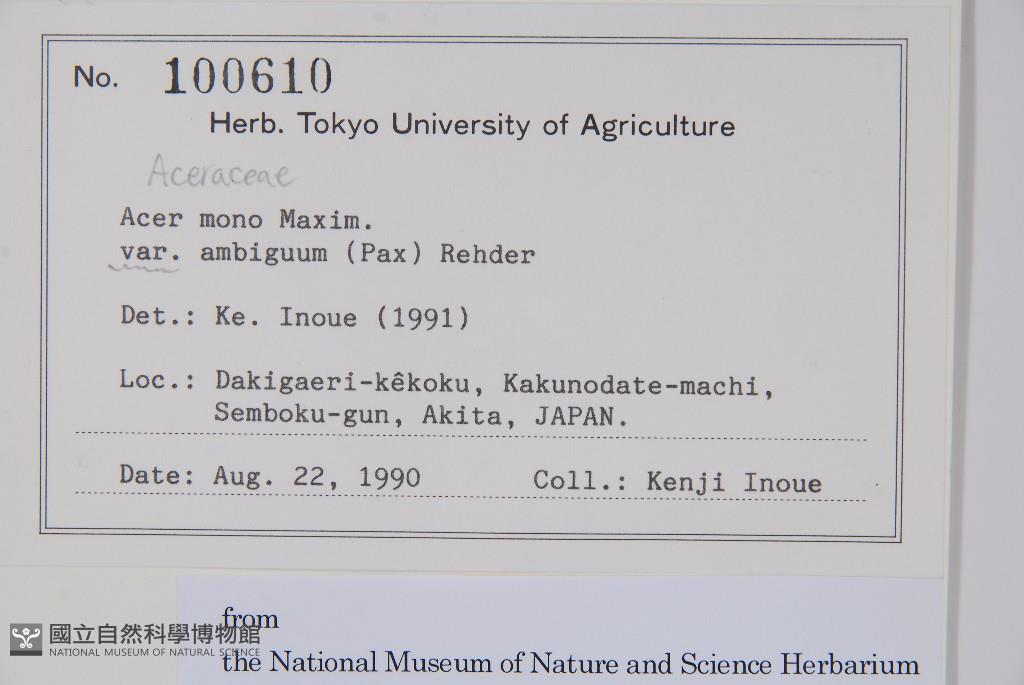 No. 100610
Herb. Tokyo University of Agriculture
Aceraceae
Acer mono Maxim.
var. ambiguum (Pax) Rehder
Det.: Ke. Inoue (1991)
Loc.: Dakigaeri-kêkoku, Kakunodate-machi,
Semboku-gun, Akita, JAPAN.
Date: Aug. 22, 1990 Coll.: Kenji Inoue
from
the National Museum of Nature and Science Herbarium
國立自然科學博物館
NATIONAL MUSEUM OF NATURAL SCIENCE